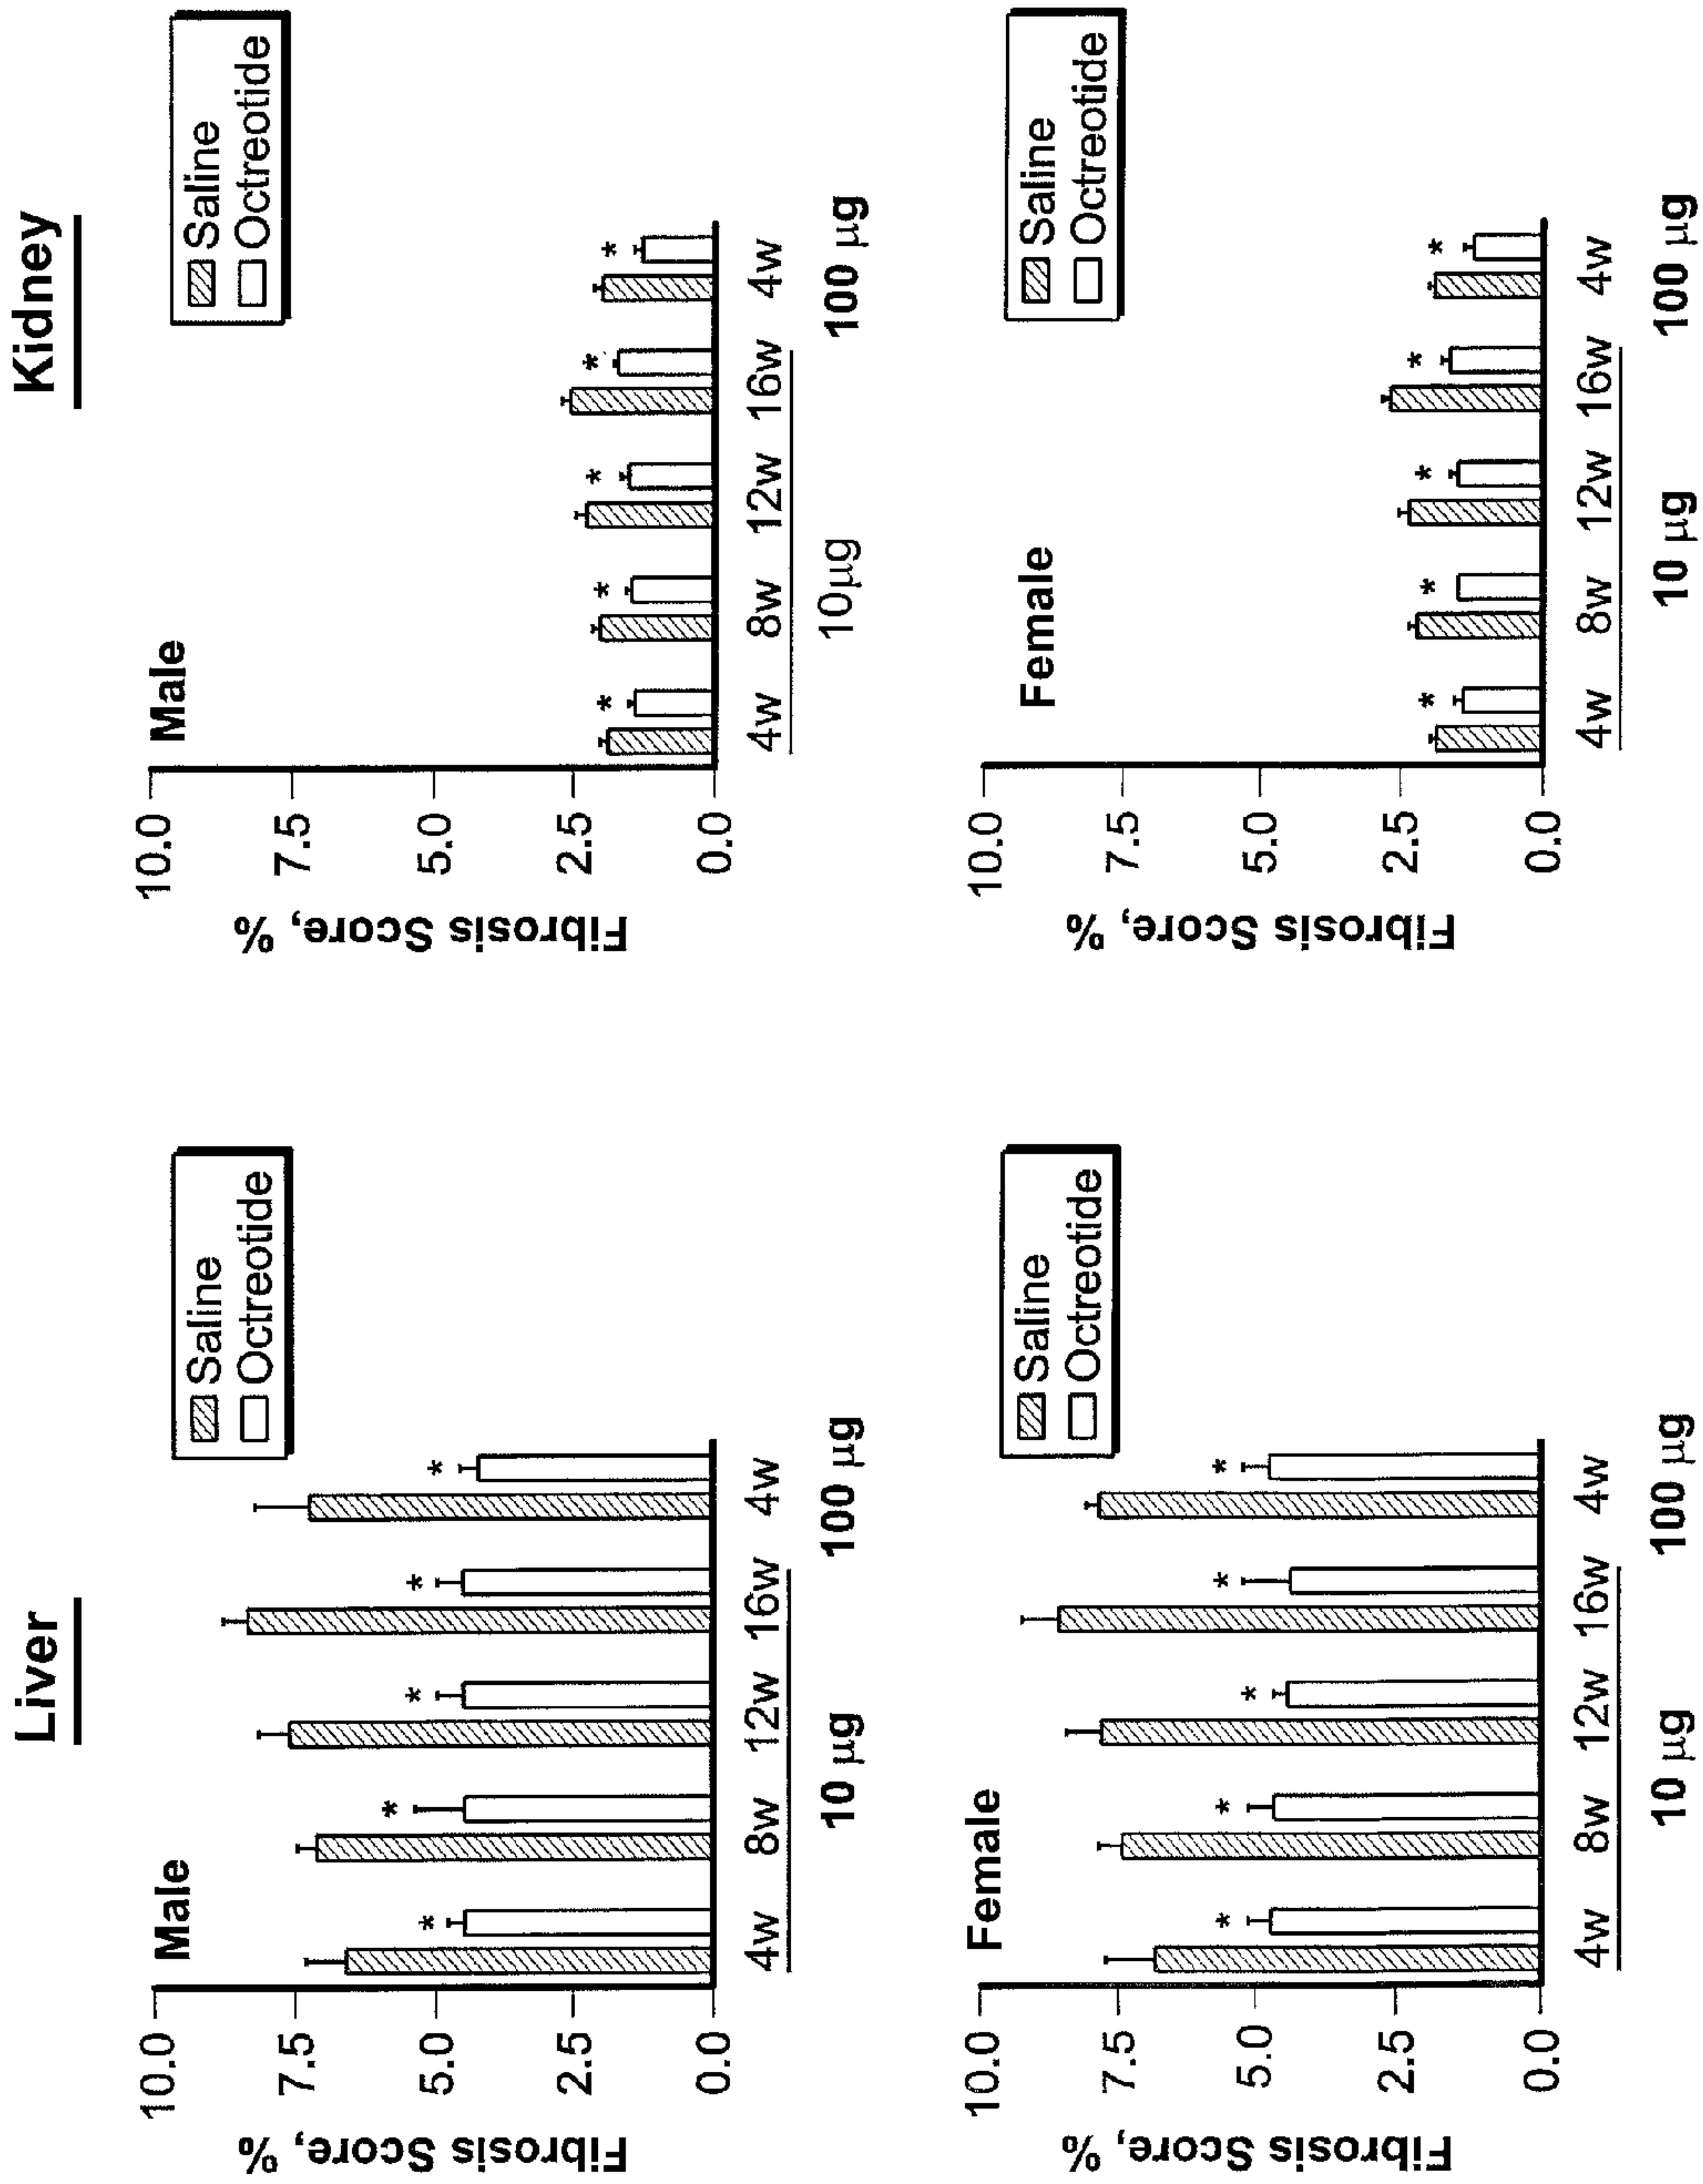 Liver
Male
Saline
Octreotide
Fibrosis Score, %
10.0
7.5
5.0
2.5
0.0
*
*
*
*
*
4w 8w 12w 16w 4w
10 μg 100 μg
Female
Saline
Octreotide
Fibrosis Score, %
10.0
7.5
5.0
2.5
0.0
*
*
*
*
*
4w 8w 12w 16w 4w
10 μg 100 μg
Kidney
Male
Saline
Octreotide
Fibrosis Score, %
10.0
7.5
5.0
2.5
0.0
*
*
*
*
*
4w 8w 12w 16w 4w
10μg 100 μg
Female
Saline
Octreotide
Fibrosis Score, %
10.0
7.5
5.0
2.5
0.0
*
*
*
*
*
4w 8w 12w 16w 4w
10 μg 100 μg